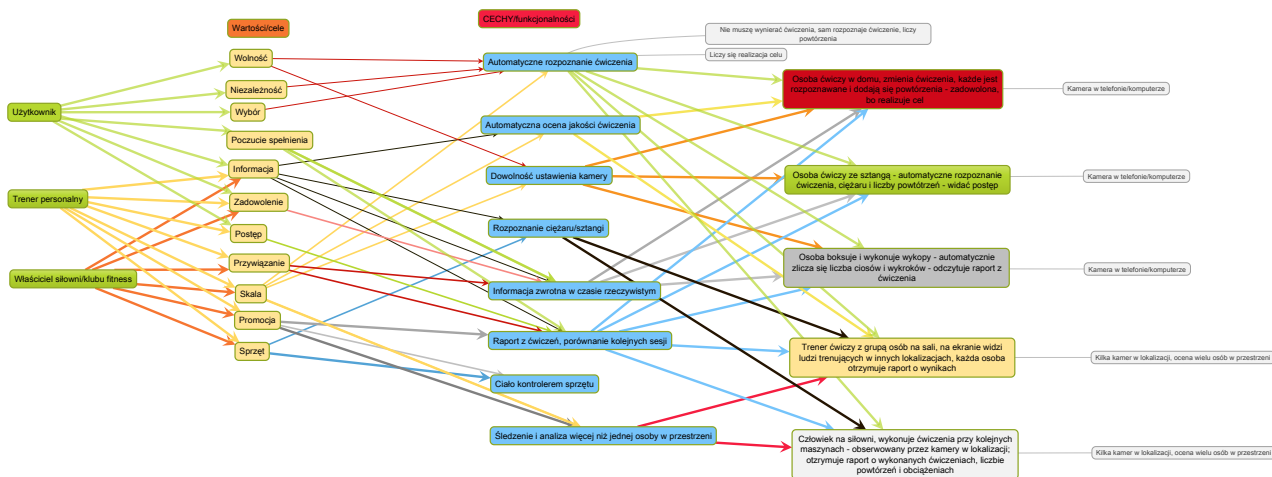 CECHY/funkcjonalności
Wartości/cele
Nie muszę wynierać ćwiczenia, sam rozpoznaje ćwiczenie, liczy
powtórzenia
Liczy się realizacja celu
Wolność
Automatyczne rozpoznanie ćwiczenia
Osoba ćwiczy w domu, zmienia ćwiczenia, każde jest
rozpoznawane i dodają się powtórzenie - zadowolona,
bo realizuje cel
Kamera w telefonie/komputerze
Niezależność
Użytkownik
Wybór
Automatyczna ocena jakości ćwiczenia
Poczucie spełnienia
Informacja
Dowolność ustawienia kamery
Osoba ćwiczy ze sztangą - automatyczne rozpoznanie
ćwiczenia, ciężaru i liczby powtótrzeń - widać postęp
Kamera w telefonie/komputerze
Trener personalny
Zadowolenie
Postęp
Rozpoznanie ciężaru/sztangi
Osoba boksuje i wykonuje wykopy - automatycznie
zlicza się liczba ciosów i wykroków - odczytuje raport z
ćwiczenia
Kamera w telefonie/komputerze
Przywiązanie
Właściciel siłowni/klubu fitness
Skala
Informacja zwrotna w czasie rzeczywistym
Promocja
Raport z ćwiczeń, porównanie kolejnych sesji
Sprzęt
Trener ćwiczy z grupą osób na sali, na ekranie widzi
ludzi trenujących w innych lokalizacjach, każda osoba
otrzymuje raport o wynikach
Kilka kamer w lokalizacji, ocena wielu osób w przestrzeni
Ciało kontrolerem sprzętu
Śledzenie i analiza więcej niż jednej osoby w przestrzeni
Człowiek na siłowni, wykonuje ćwiczenia przy kolejnych
maszynach - obserwowany przez kamery w lokalizacji;
otzrymuje raport o wykonanych ćwiczeniach, liczbie
powtórzeń i obciążeniach
Kilka kamer w lokalizacji, ocena wielu osób w przestrzeni